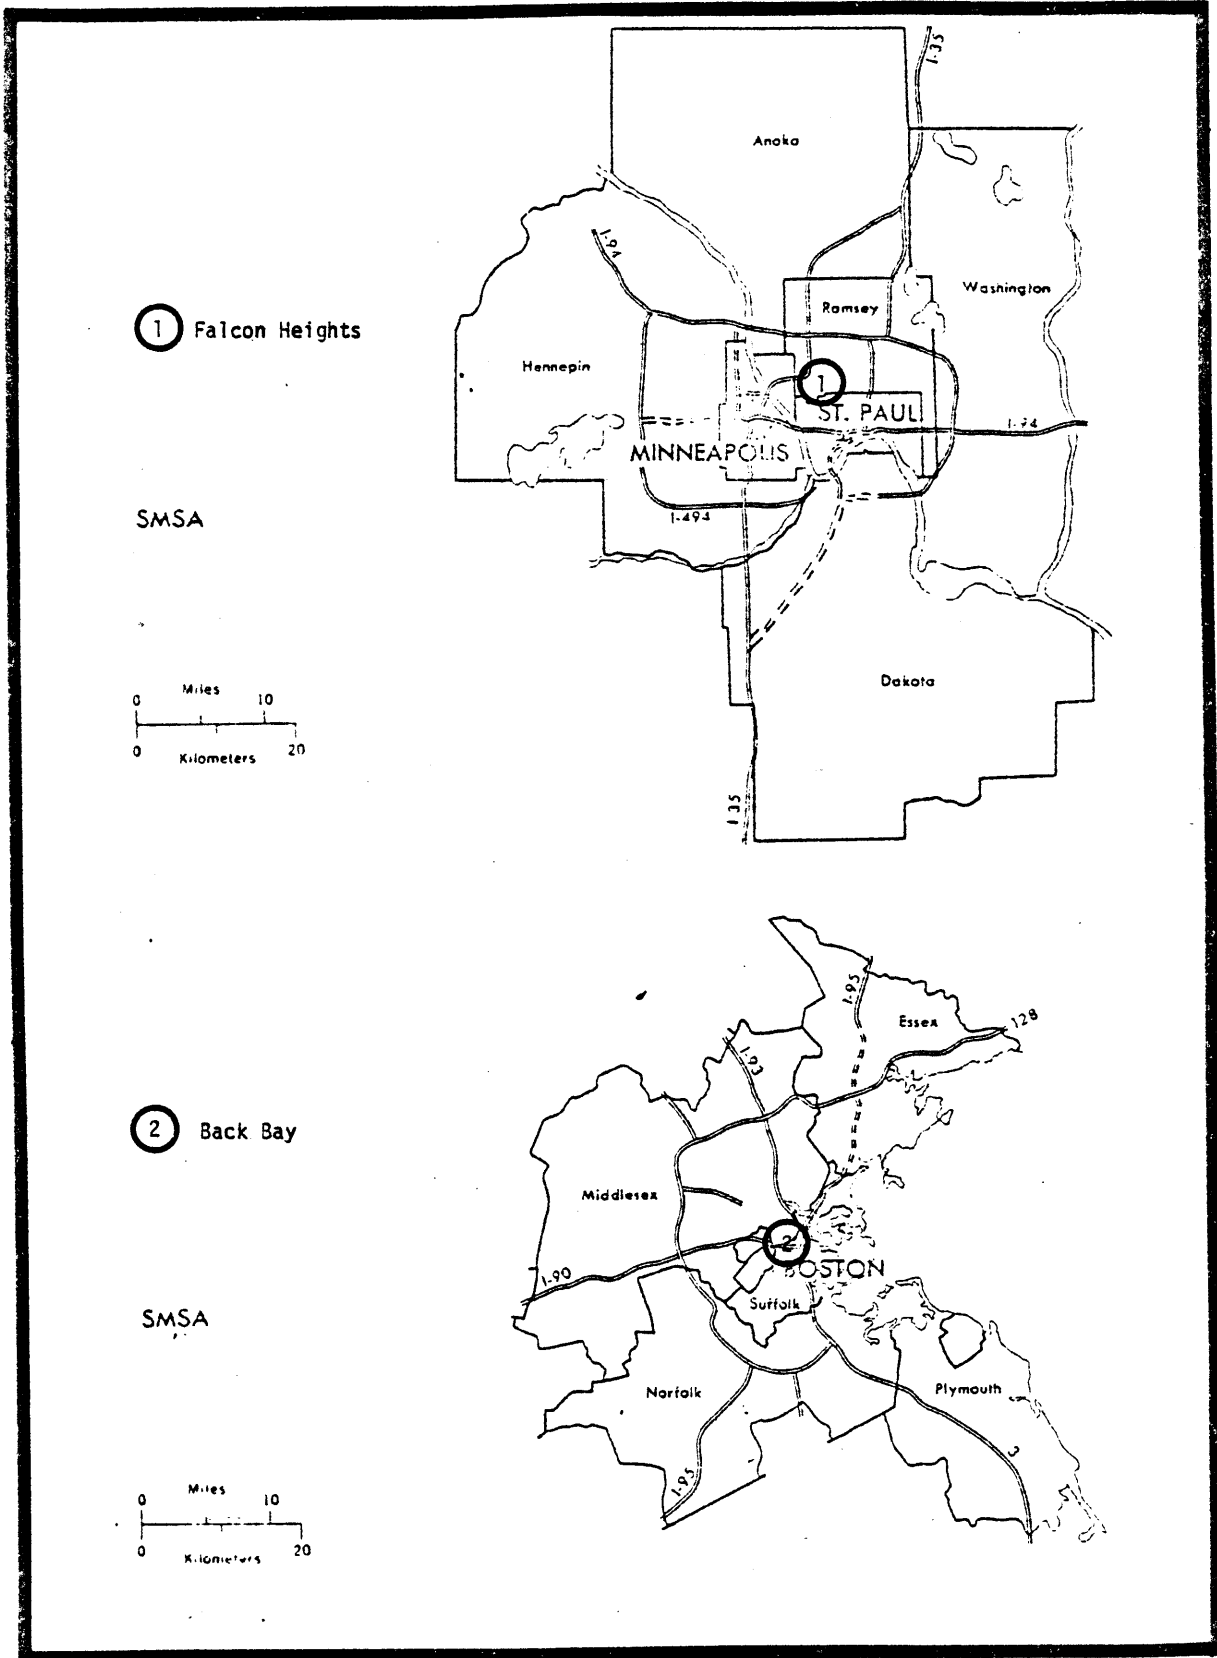 I-35
Anoka
I-94
Washington
Ramsey
1 Falcon Heights
Hennepin
1
ST. PAUL
I-94
MINNEAPOLIS
SMSA
I-494
Dakota
Miles
0 10
0 20
Kilometers
I-35
I-95
Essex
128
I-93
2 Back Bay
Middlesex
2
BOSTON
I-90
Suffolk
SMSA
Norfolk
Plymouth
3
I-95
Miles
0 10
0 20
Kilometers